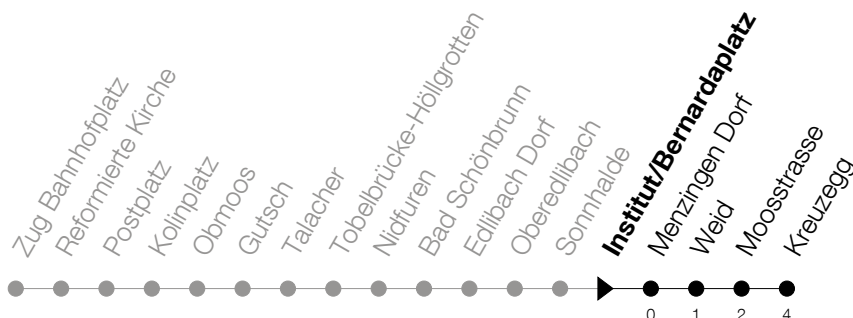 Zug Bahnhofplatz
Reformierte Kirche
Postplatz
Kolinplatz
Obmoos
Gutsch
Talacher
Tobelbrücke-Höllgrotten
Nidfuren
Bad Schönbrunn
Edlibach Dorf
Oberedlibach
Sonnhalde
Institut/Bernardaplatz
Menzingen Dorf
Weid
Moosstrasse
Kreuzegg
0 1 2 4